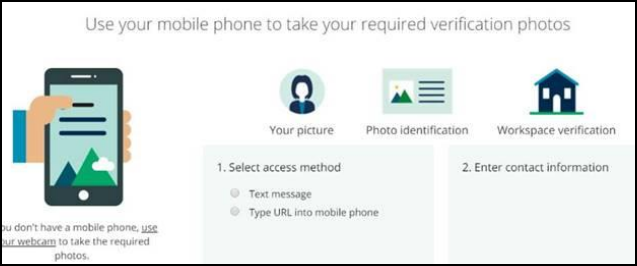 Use your mobile phone to take your required verification photos
Your picture
Photo identification
Workspace verification
1. Select access method
Text message
Type URL into mobile phone
2. Enter contact information
ou don't have a mobile phone, use
our webcam to take the required
photos.